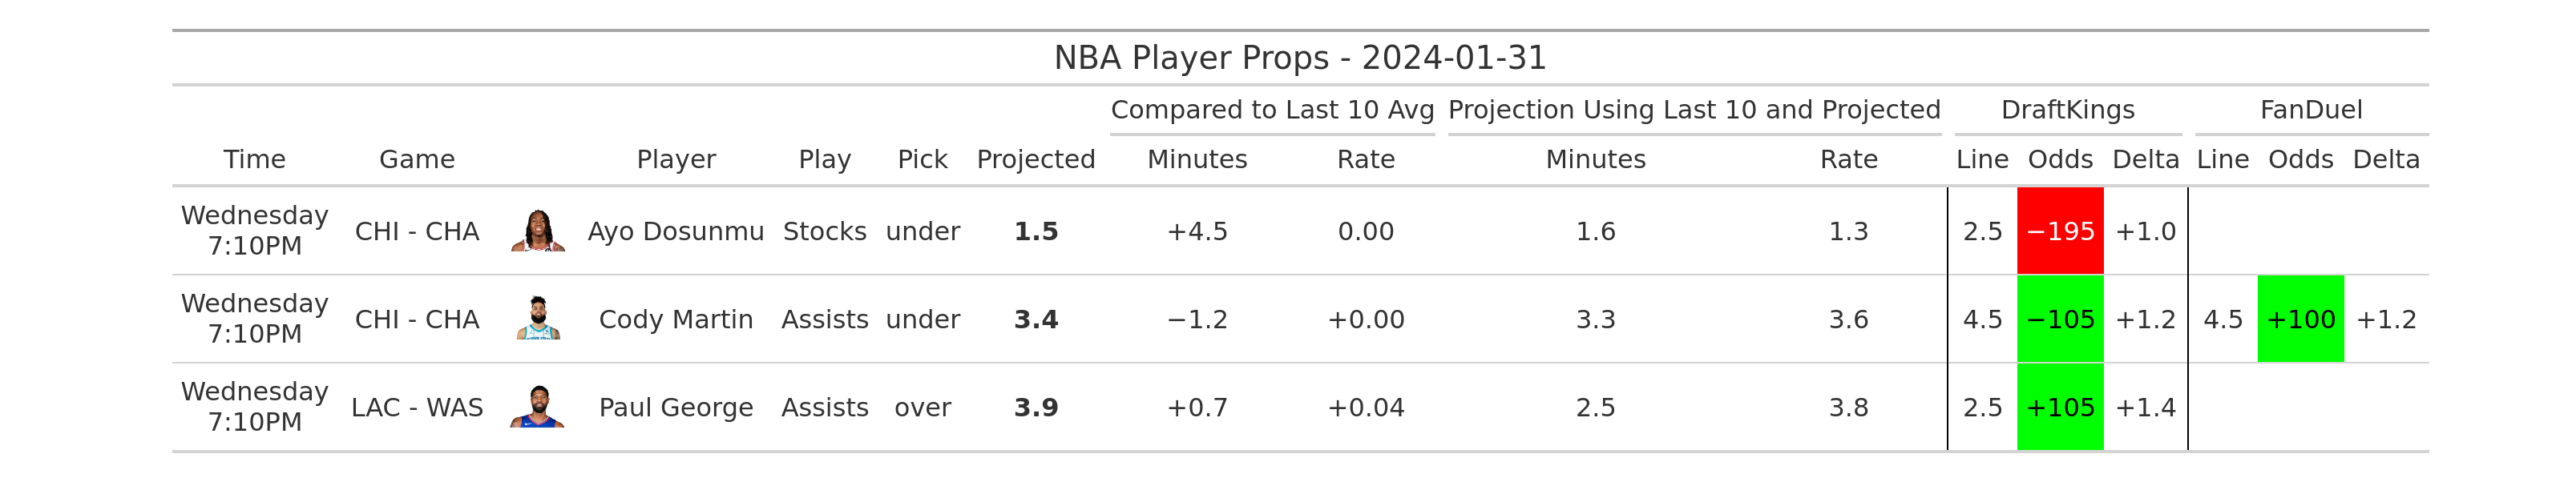 NBA Player Props - 2024-01-31
Compared to Last 10 Avg Projection Using Last 10 and Projected DraftKings FanDuel
Time Game Player Play Pick Projected Minutes Rate Minutes Rate Line Odds Delta Line Odds Delta
Wednesday
7:10PM CHI - CHA Ayo Dosunmu Stocks under 1.5 +4.5 0.00 1.6 1.3 2.5 −195 +1.0
Wednesday
7:10PM CHI - CHA Cody Martin Assists under 3.4 −1.2 +0.00 3.3 3.6 4.5 −105 +1.2 4.5 +100 +1.2
Wednesday
7:10PM LAC - WAS Paul George Assists over 3.9 +0.7 +0.04 2.5 3.8 2.5 +105 +1.4